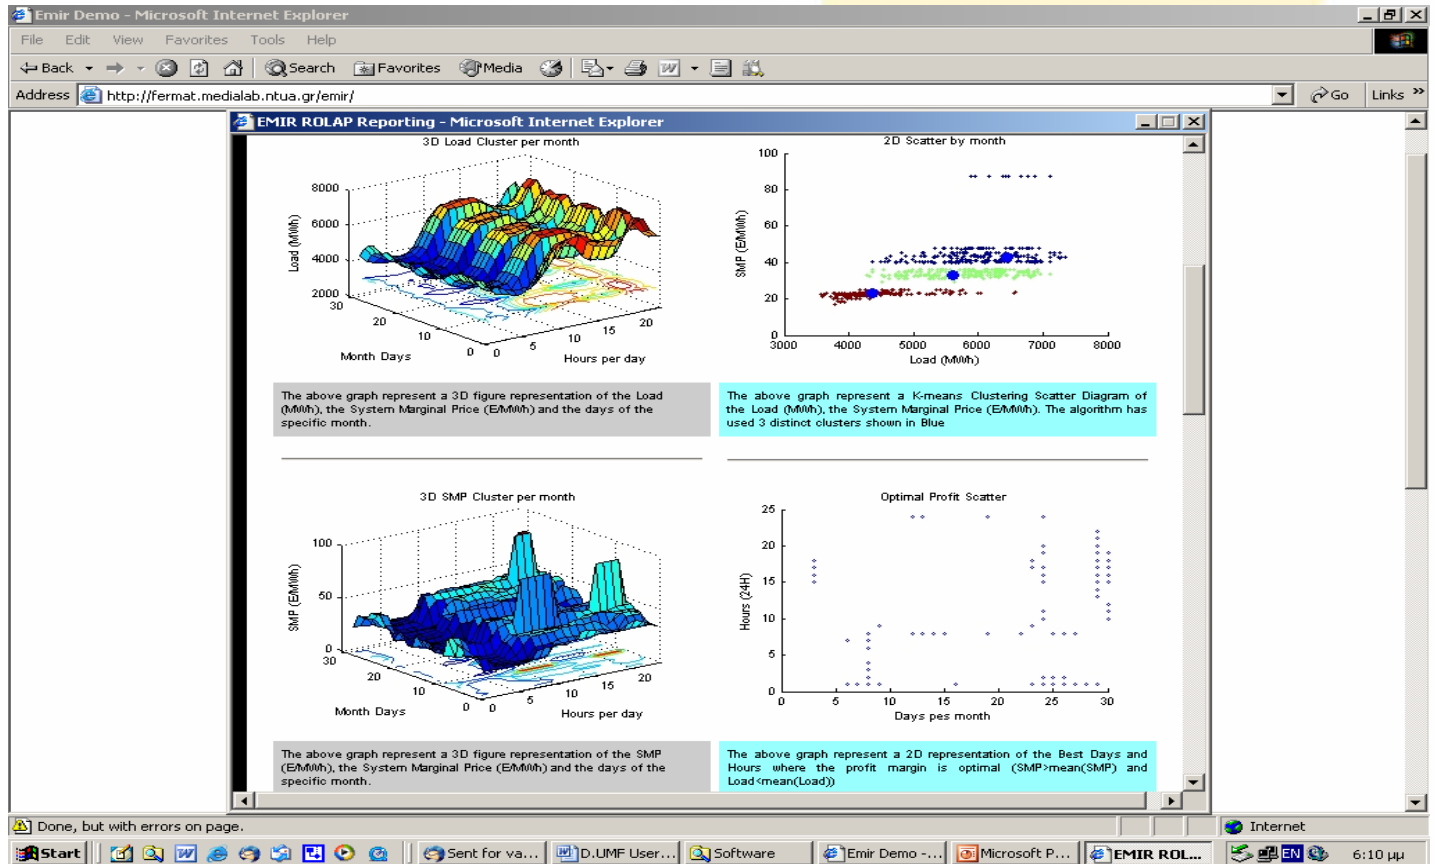 Emir Demo - Microsoft Internet Explorer
File Edit View Favorites Tools Help
Back Search Favorites Media
Address http://fermat.medialab.ntua.gr/emir/ Go Links »
EMIR ROLAP Reporting - Microsoft Internet Explorer
3D Load Cluster per month
8000
6000
4000
2000
Load (MWh)
30
20
10
0
Month Days
0
5
10
15
20
Hours per day
2D Scatter by month
100
80
60
40
20
0
SMP (E/MWh)
3000 4000 5000 6000 7000 8000
Load (MWh)
The above graph represent a 3D figure representation of the Load
(MWh), the System Marginal Price (E/MWh) and the days of the
specific month.
The above graph represent a K-means Clustering Scatter Diagram of
the Load (MWh), the System Marginal Price (E/MWh). The algorithm has
used 3 distinct clusters shown in Blue
3D SMP Cluster per month
100
50
0
SMP (E/MWh)
30
20
10
0
Month Days
0
5
10
15
20
Hours per day
Optimal Profit Scatter
25
20
15
10
5
0
Hours (24H)
0 5 10 15 20 25 30
Days pes month
The above graph represent a 3D figure representation of the SMP
(E/MWh), the System Marginal Price (E/MWh) and the days of the
specific month.
The above graph represent a 2D representation of the Best Days and
Hours where the profit margin is optimal (SMP>mean(SMP) and
Load<mean(Load))
Done, but with errors on page. Internet
Start Sent for va... D.UMF User... Software Emir Demo -... Microsoft P... EMIR ROL... EN 6:10 μμ